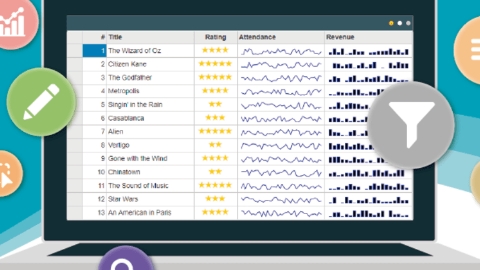 # Title Rating Attendance Revenue
1 The Wizard of Oz
2 Citizen Kane
3 The Godfather
4 Metropolis
5 Singin' in the Rain
6 Casablanca
7 Alien
8 Vertigo
9 Gone with the Wind
10 Chinatown
11 The Sound of Music
12 Star Wars
13 An American in Paris